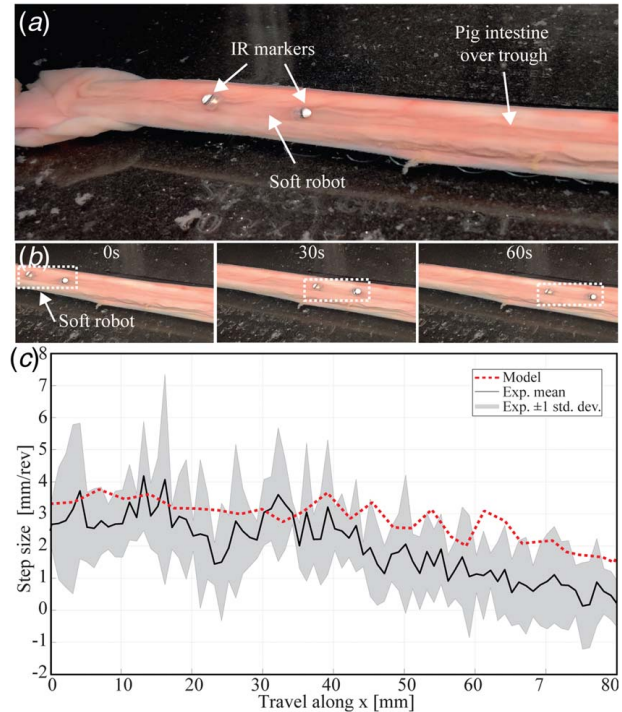 (a)
IR markers
Pig intestine
over trough
Soft robot
(b)
0s
30s
60s
Soft robot
(c)
8
7
6
5
4
3
2
1
0
-1
-2
Step size [mm/rev]
Model
Exp. mean
Exp. ±1 std. dev.
0 10 20 30 40 50 60 7 80
Travel along x [mm]